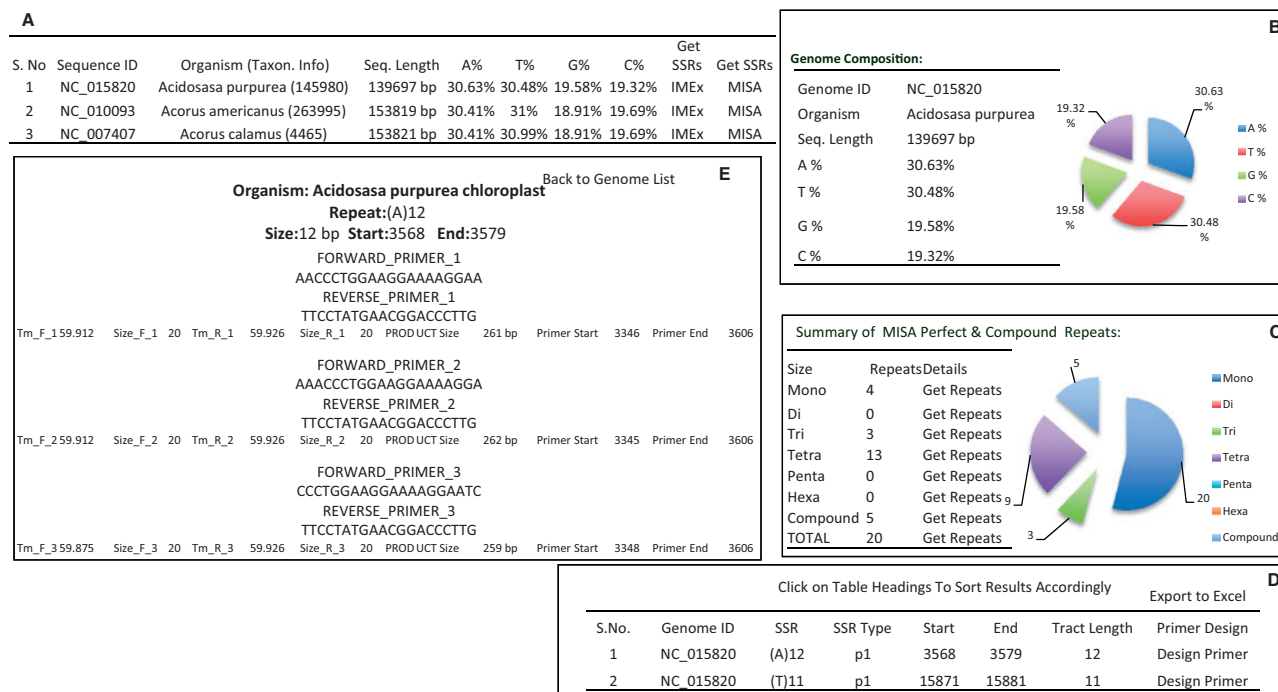 A
Get
S. No Sequence ID Organism (Taxon. Info) Seq. Length A% T% G% C% SSRs Get SSRs
1 NC_015820 Acidosasa purpurea (145980) 139697 bp 30.63% 30.48% 19.58% 19.32% IMEx MISA
2 NC_010093 Acorus americanus (263995) 153819 bp 30.41% 31% 18.91% 19.69% IMEx MISA
3 NC_007407 Acorus calamus (4465) 153821 bp 30.41% 30.99% 18.91% 19.69% IMEx MISA
B
Genome Composition:
Genome ID NC_015820
Organism Acidosasa purpurea
Seq. Length 139697 bp
A % 30.63%
T % 30.48%
G % 19.58%
C % 19.32%
30.63 %
19.32 %
19.58 %
30.48 %
A %
T %
G %
C %
E
Back to Genome List
Organism: Acidosasa purpurea chloroplast
Repeat:(A)12
Size:12 bp Start:3568 End:3579
FORWARD_PRIMER_1
AACCCTGGAAGGAAAAGGAA
REVERSE_PRIMER_1
TTCCTATGAACGGACCCTTG
Tm_F_1 59.912 Size_F_1 20 Tm_R_1 59.926 Size_R_1 20 PRODUCT Size 261 bp Primer Start 3346 Primer End 3606
FORWARD_PRIMER_2
AAACCCTGGAAGGAAAAGGA
REVERSE_PRIMER_2
TTCCTATGAACGGACCCTTG
Tm_F_2 59.912 Size_F_2 20 Tm_R_2 59.926 Size_R_2 20 PRODUCT Size 262 bp Primer Start 3345 Primer End 3606
FORWARD_PRIMER_3
CCCTGGAAGGAAAAGGAATC
REVERSE_PRIMER_3
TTCCTATGAACGGACCCTTG
Tm_F_3 59.875 Size_F_3 20 Tm_R_3 59.926 Size_R_3 20 PRODUCT Size 259 bp Primer Start 3348 Primer End 3606
C
Summary of MISA Perfect & Compound Repeats:
Size Repeats Details
Mono 4 Get Repeats
Di 0 Get Repeats
Tri 3 Get Repeats
Tetra 13 Get Repeats
Penta 0 Get Repeats
Hexa 0 Get Repeats
Compound 5 Get Repeats
TOTAL 20 Get Repeats
5
9
3
20
Mono
Di
Tri
Tetra
Penta
Hexa
Compound
D
Click on Table Headings To Sort Results Accordingly
Export to Excel
S.No. Genome ID SSR SSR Type Start End Tract Length Primer Design
1 NC_015820 (A)12 p1 3568 3579 12 Design Primer
2 NC_015820 (T)11 p1 15871 15881 11 Design Primer